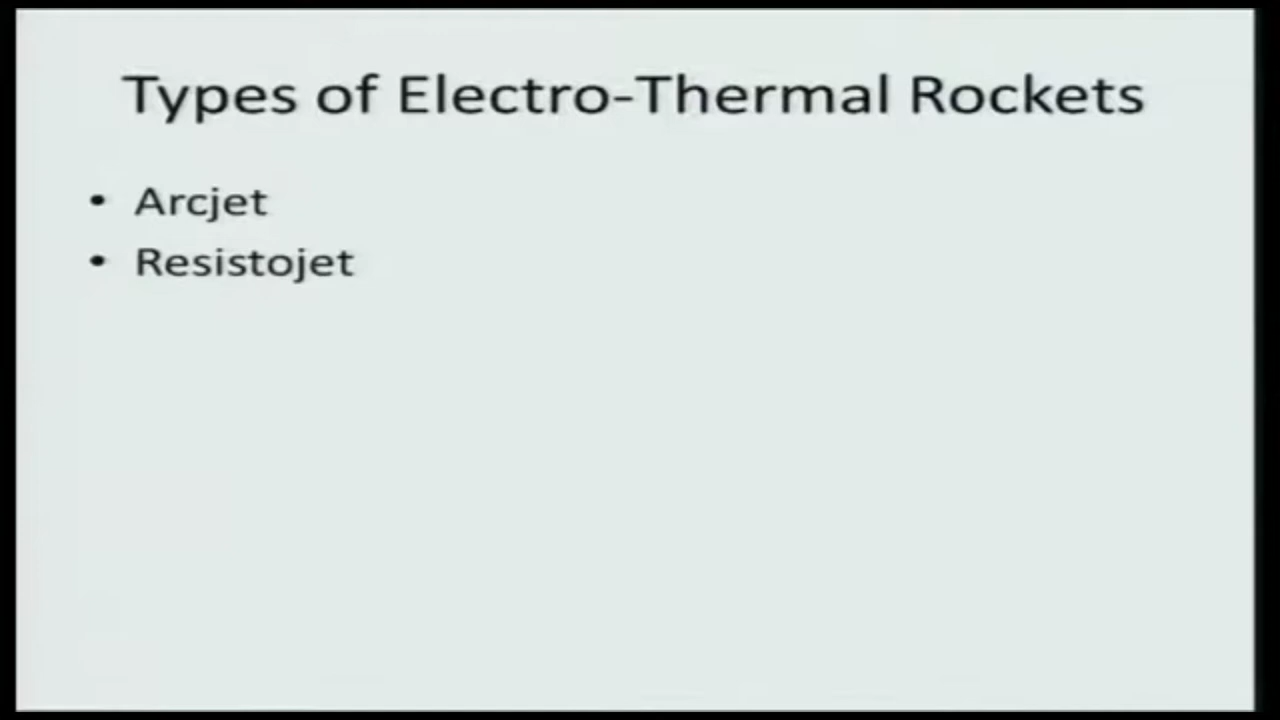 Types of Electro-Thermal Rockets
• Arcjet
• Resistojet